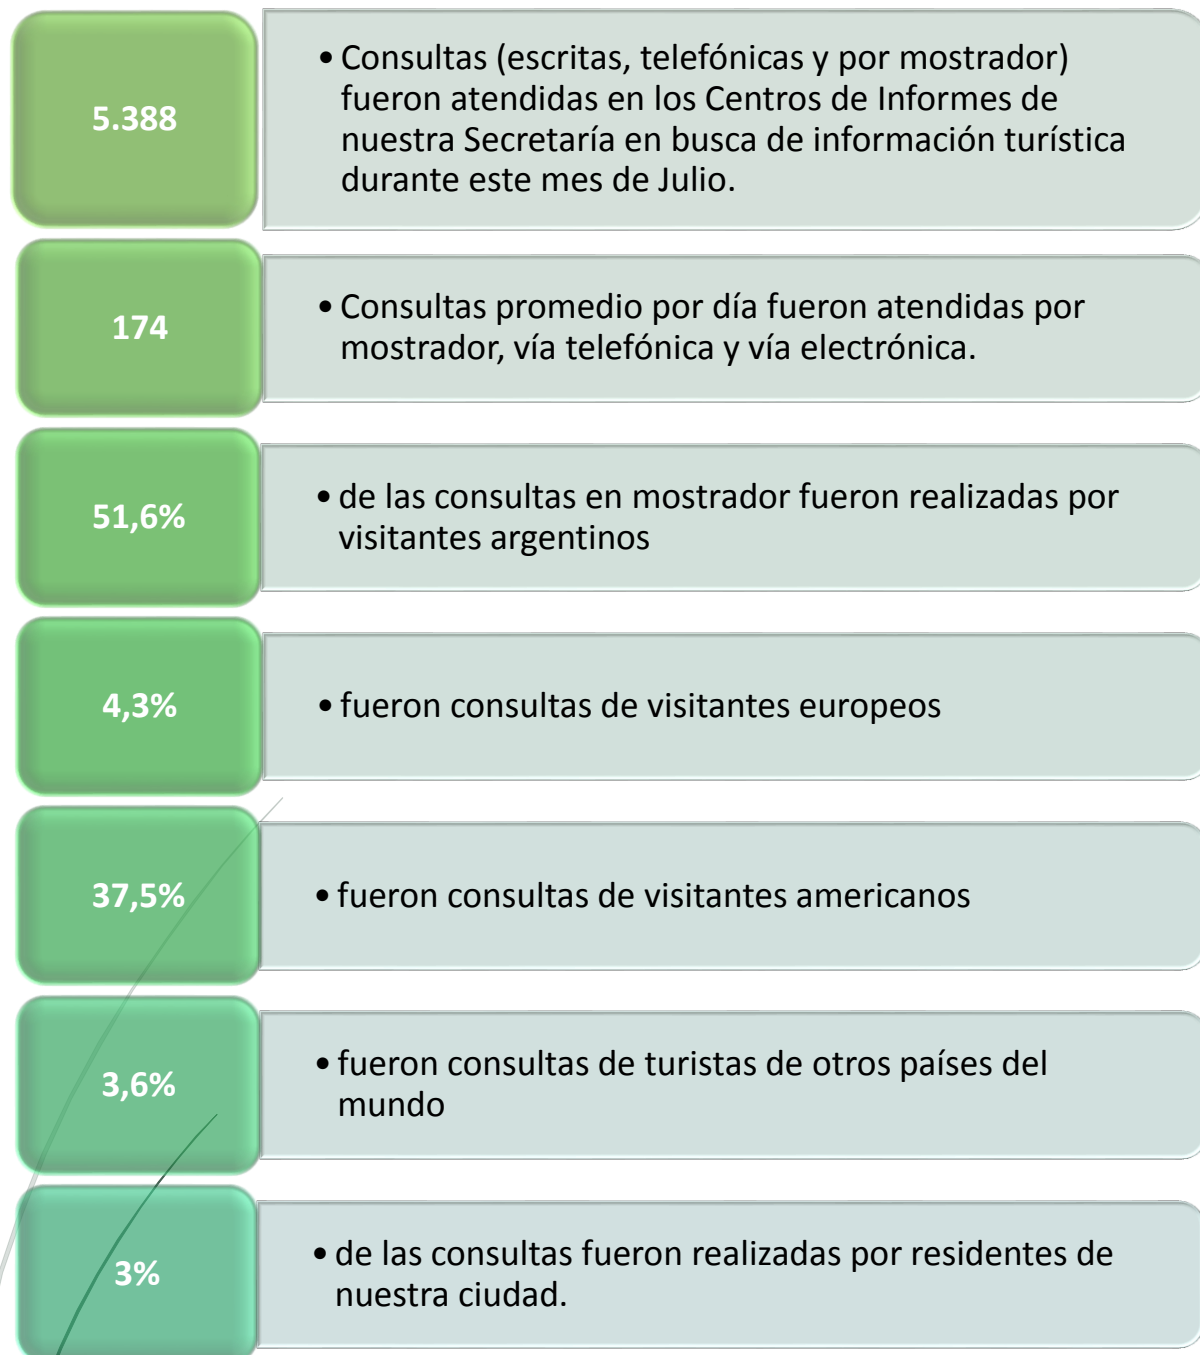 5.388
• Consultas (escritas, telefónicas y por mostrador)
fueron atendidas en los Centros de Informes de
nuestra Secretaría en busca de información turística
durante este mes de Julio.
174
• Consultas promedio por día fueron atendidas por
mostrador, vía telefónica y vía electrónica.
51,6%
• de las consultas en mostrador fueron realizadas por
visitantes argentinos
4,3%
• fueron consultas de visitantes europeos
37,5%
• fueron consultas de visitantes americanos
3,6%
• fueron consultas de turistas de otros países del
mundo
3%
• de las consultas fueron realizadas por residentes de
nuestra ciudad.